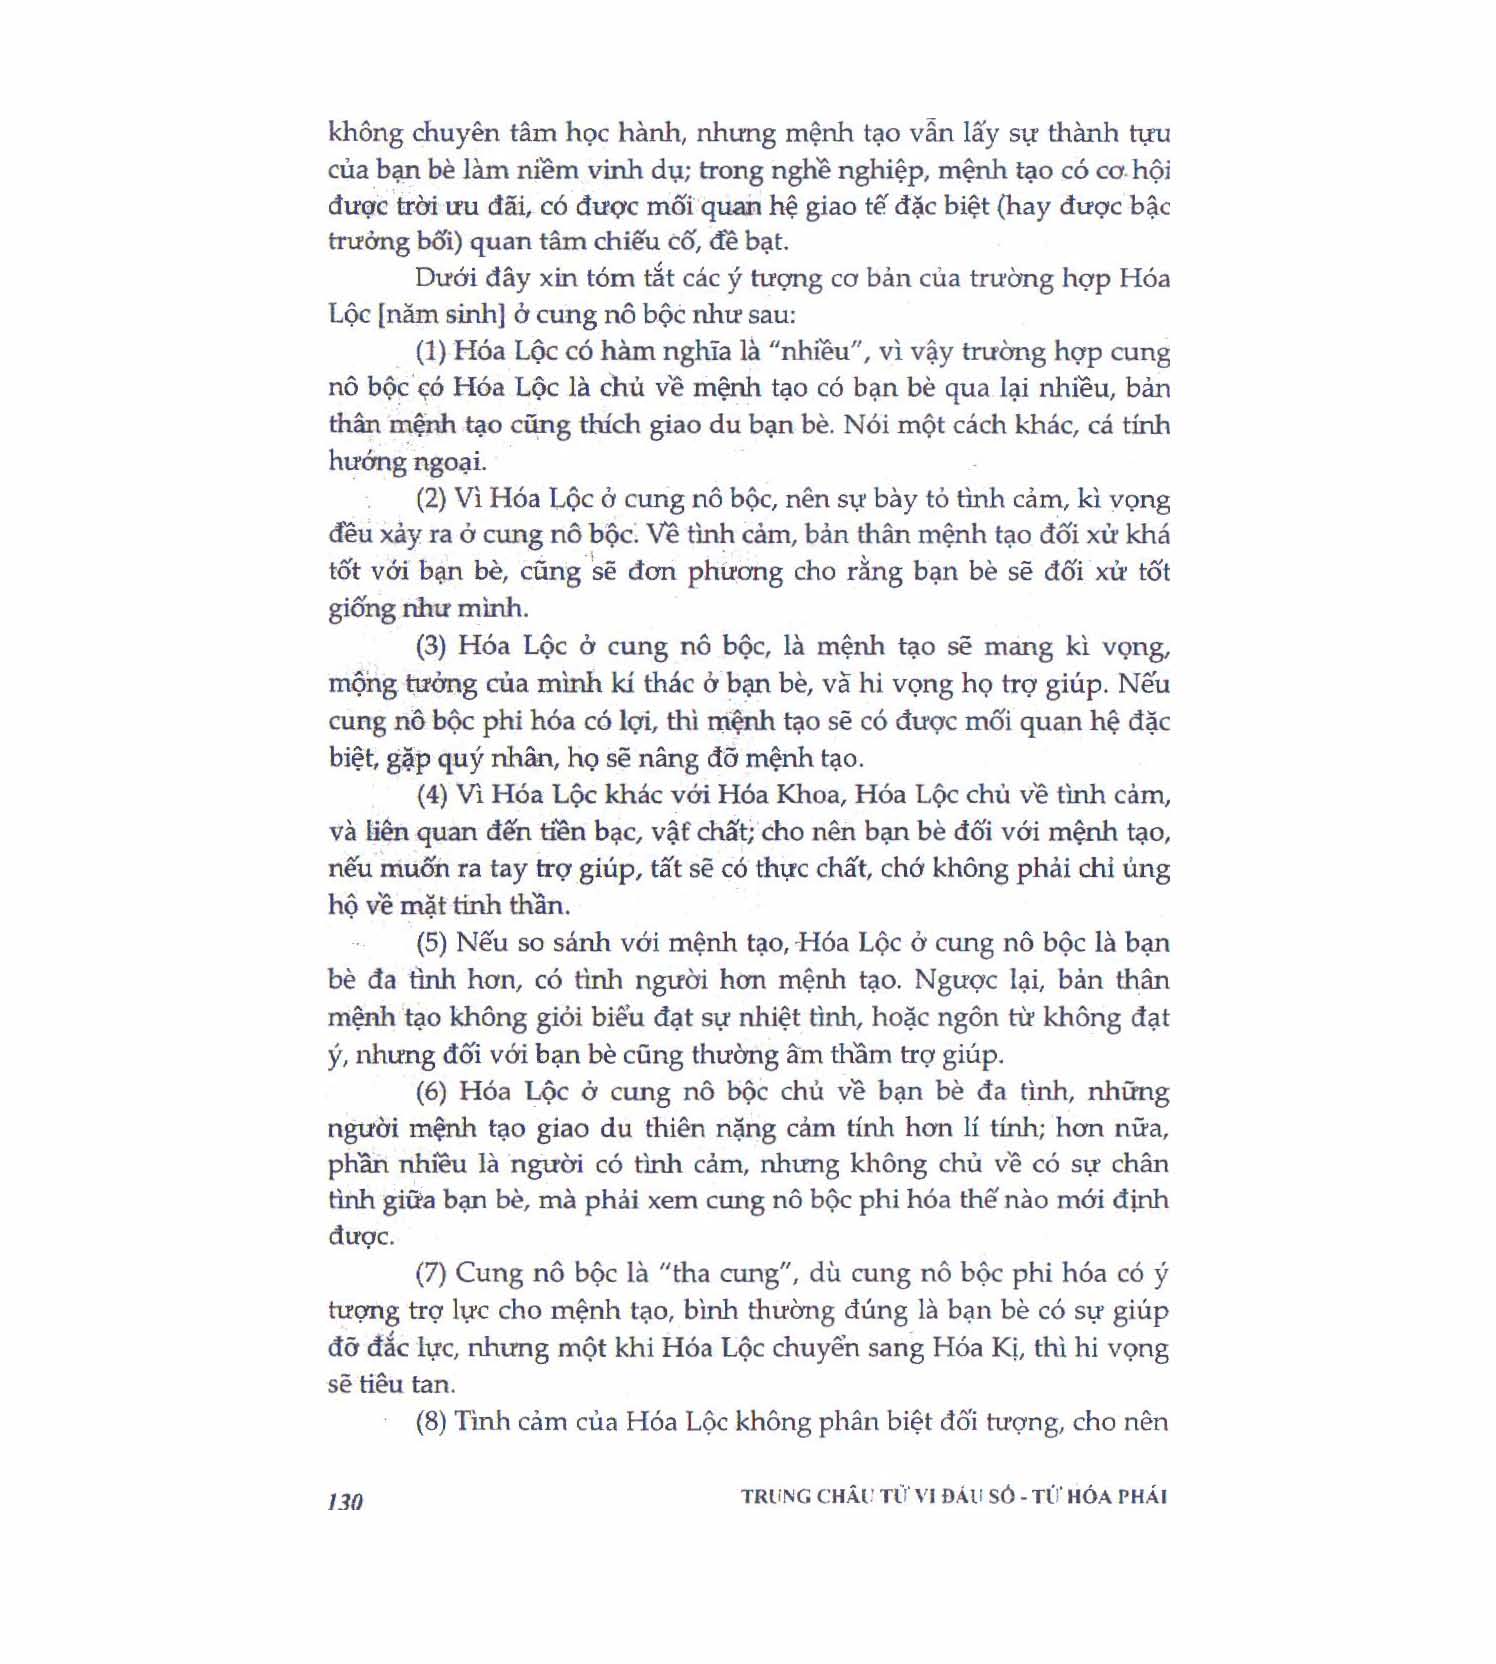 không chuyên tâm học hành, nhưng mệnh tạo vẫn lấy sự thành tựu
của bạn bè làm niềm vinh dụ; trong nghề nghiệp, mệnh tạo có cơ hội
được trời ưu đãi, có được mối quan hệ giao tế đặc biệt (hay được bậc
trưởng bối) quan tâm chiếu cố, đề bạt.
Dưới đây xin tóm tắt các ý tượng cơ bản của trường hợp Hóa
Lộc [năm sinh] ở cung nô bộc như sau:
(1) Hóa Lộc có hàm nghĩa là "nhiều", vì vậy trường hợp cung
nô bộc có Hóa Lộc là chủ về mệnh tạo có bạn bè qua lại nhiều, bản
thân mệnh tạo cũng thích giao du bạn bè. Nói một cách khác, cá tính
hướng ngoại.
(2) Vì Hóa Lộc ở cung nô bộc, nên sự bày tỏ tình cảm, kì vọng
đều xảy ra ở cung nô bộc. Về tình cảm, bản thân mệnh tạo đối xử khá
tốt với bạn bè, cũng sẽ đơn phương cho rằng bạn bè sẽ đối xử tốt
giống như mình.
(3) Hóa Lộc ở cung nô bộc, là mệnh tạo sẽ mang kì vọng,
mộng tưởng của mình kí thác ở bạn bè, và hi vọng họ trợ giúp. Nếu
cung nô bộc phi hóa có lợi, thì mệnh tạo sẽ có được mối quan hệ đặc
biệt, gặp quý nhân, họ sẽ nâng đỡ mệnh tạo.
(4) Vì Hóa Lộc khác với Hóa Khoa, Hóa Lộc chủ về tình cảm,
và liên quan đến tiền bạc, vật chất; cho nên bạn bè đối với mệnh tạo,
nếu muốn ra tay trợ giúp, tất sẽ có thực chất, chớ không phải chỉ ủng
hộ về mặt tinh thần.
(5) Nếu so sánh với mệnh tạo, Hóa Lộc ở cung nô bộc là bạn
bè đa tình hơn, có tình người hơn mệnh tạo. Ngược lại, bản thân
mệnh tạo không giỏi biểu đạt sự nhiệt tình, hoặc ngôn từ không đạt
ý, nhưng đối với bạn bè cũng thường âm thầm trợ giúp.
(6) Hóa Lộc ở cung nô bộc chủ về bạn bè đa tình, những
người mệnh tạo giao du thiên nặng cảm tính hơn lí tính; hơn nữa,
phần nhiều là người có tình cảm, nhưng không chủ về có sự chân
tình giữa bạn bè, mà phải xem cung nô bộc phi hóa thế nào mới định
được.
(7) Cung nô bộc là "tha cung", dù cung nô bộc phi hóa có ý
tượng trợ lực cho mệnh tạo, bình thường đúng là bạn bè có sự giúp
đỡ đắc lực, nhưng một khi Hóa Lộc chuyển sang Hóa Kị, thì hi vọng
sẽ tiêu tan.
(8) Tình cảm của Hóa Lộc không phân biệt đối tượng, cho nên
130 TRUNG CHÂU TỬ VI ĐẨU SỐ - TỨ HÓA PHÁI